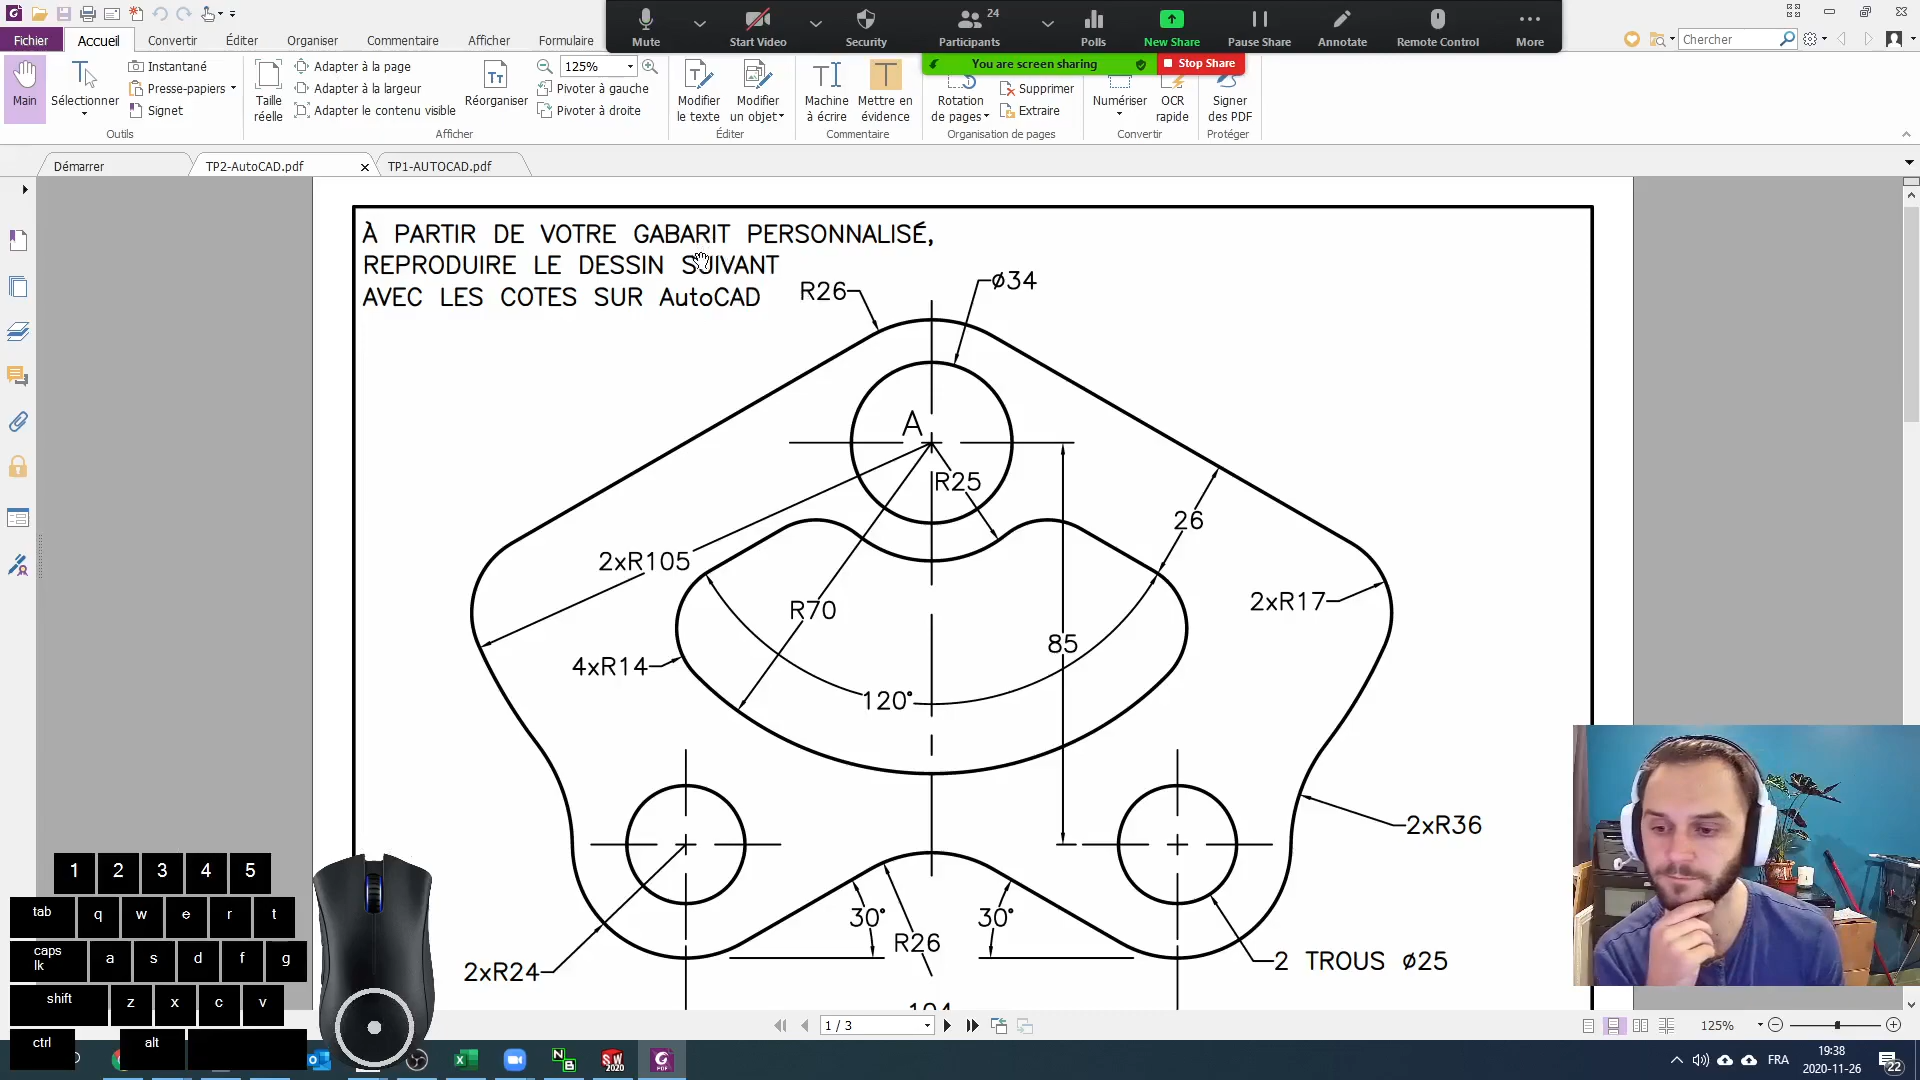 Mute
Start Video
Security
Participants
24
Polls
New Share
Pause Share
Annotate
Remote Control
More
You are screen sharing
Stop Share
Fichier
Accueil
Convertir
Éditer
Organiser
Commentaire
Afficher
Formulaire
Chercher
Main
Sélectionner
Instantané
Presse-papiers
Signet
Outils
Taille
réelle
Adapter à la page
Adapter à la largeur
Adapter le contenu visible
Réorganiser
125%
Pivoter à gauche
Pivoter à droite
Afficher
Modifier
le texte
Modifier
un objet
Éditer
Machine
à écrire
Mettre en
évidence
Commentaire
Rotation
de pages
Supprimer
Extraire
Organisation de pages
Numériser
OCR
rapide
Convertir
Signer
des PDF
Protéger
Démarrer
TP2-AutoCAD.pdf
TP1-AUTOCAD.pdf
À PARTIR DE VOTRE GABARIT PERSONNALISÉ,
REPRODUIRE LE DESSIN SUIVANT
AVEC LES COTES SUR AutoCAD
R26
ø34
A
R25
26
2xR105
R70
2xR17
85
4xR14
120°
2xR36
30°
30°
R26
2xR24
2 TROUS ø25
1 2 3 4 5
tab q w e r t
caps
lk
a s d f g
shift z x c v
ctrl alt
1 / 3
125%
FRA
19:38
2020-11-26
22
SW
2020
N
B
PDF